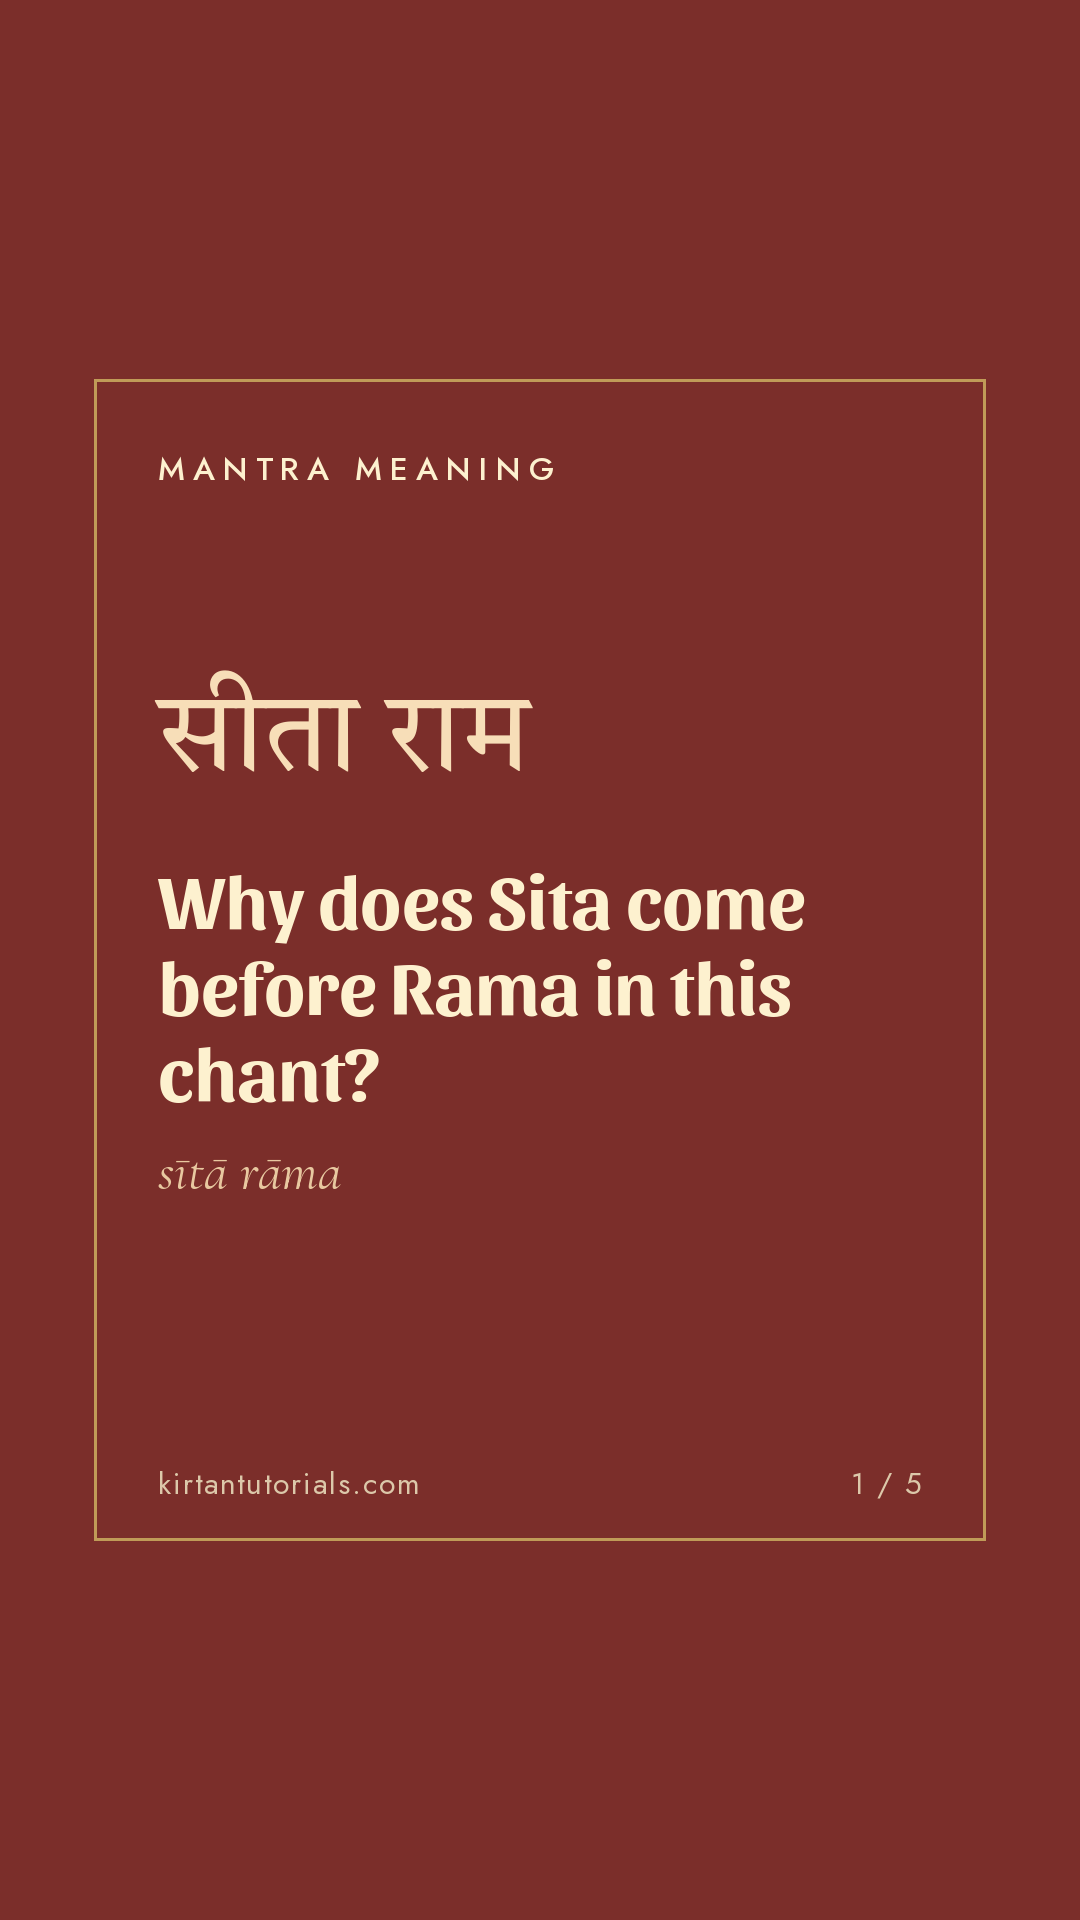 MANTRA MEANING
सीता राम
Why does Sita come
before Rama in this
chant?
sītā rāma
kirtantutorials.com
1 / 5